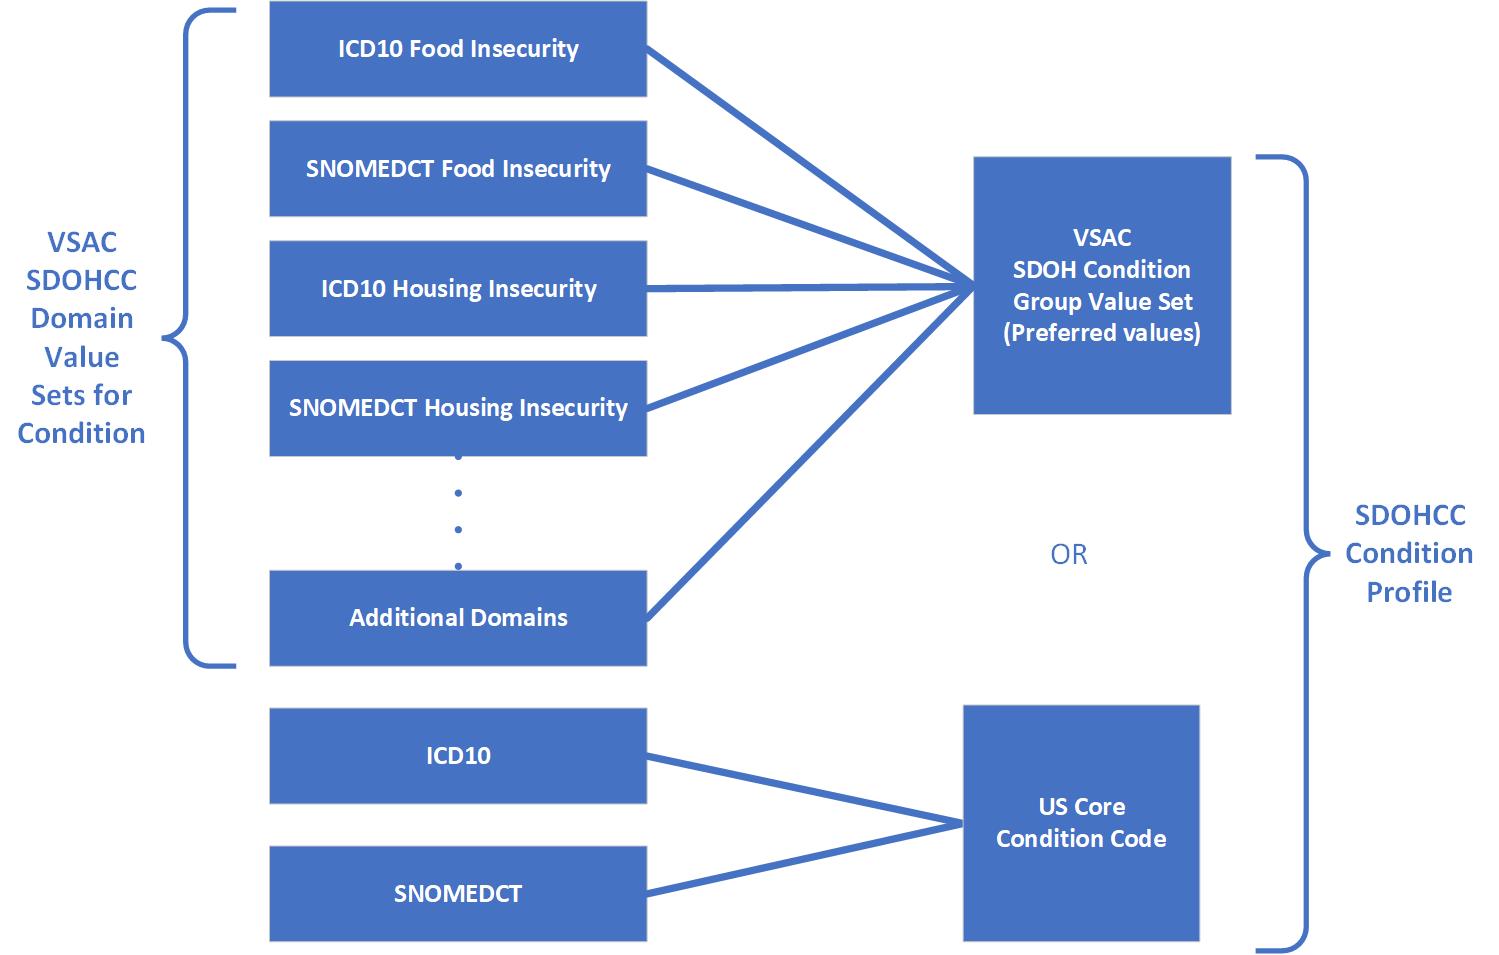 VSAC
SDOHCC
Domain
Value
Sets for
Condition
ICD10 Food Insecurity
SNOMEDCT Food Insecurity
ICD10 Housing Insecurity
SNOMEDCT Housing Insecurity
Additional Domains
ICD10
SNOMEDCT
VSAC
SDOH Condition
Group Value Set
(Preferred values)
OR
US Core
Condition Code
SDOHCC
Condition
Profile